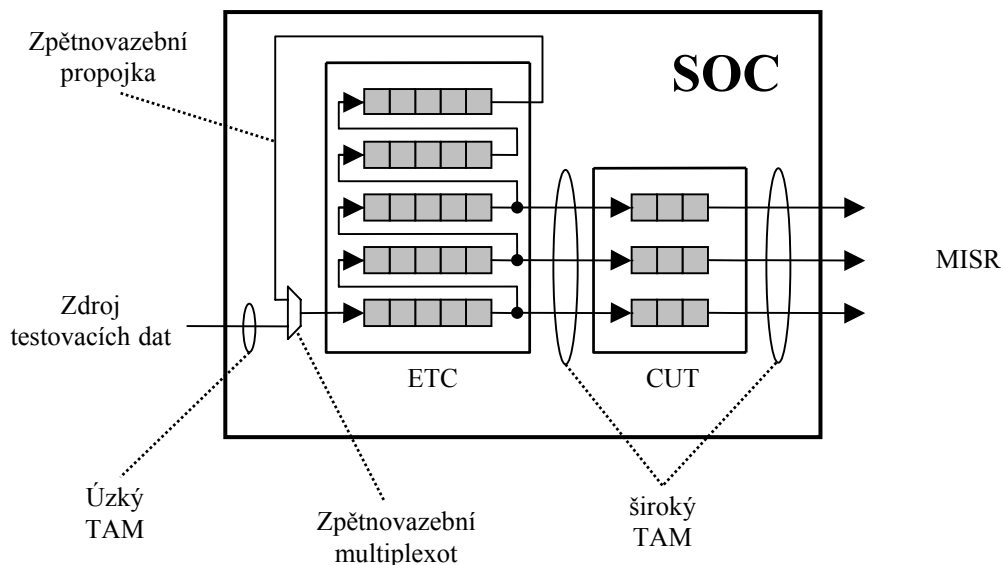 Zpětnovazební
propojka
SOC
MISR
Zdroj
testovacích dat
ETC
CUT
Úzký
TAM
Zpětnovazební
multiplexot
široký
TAM